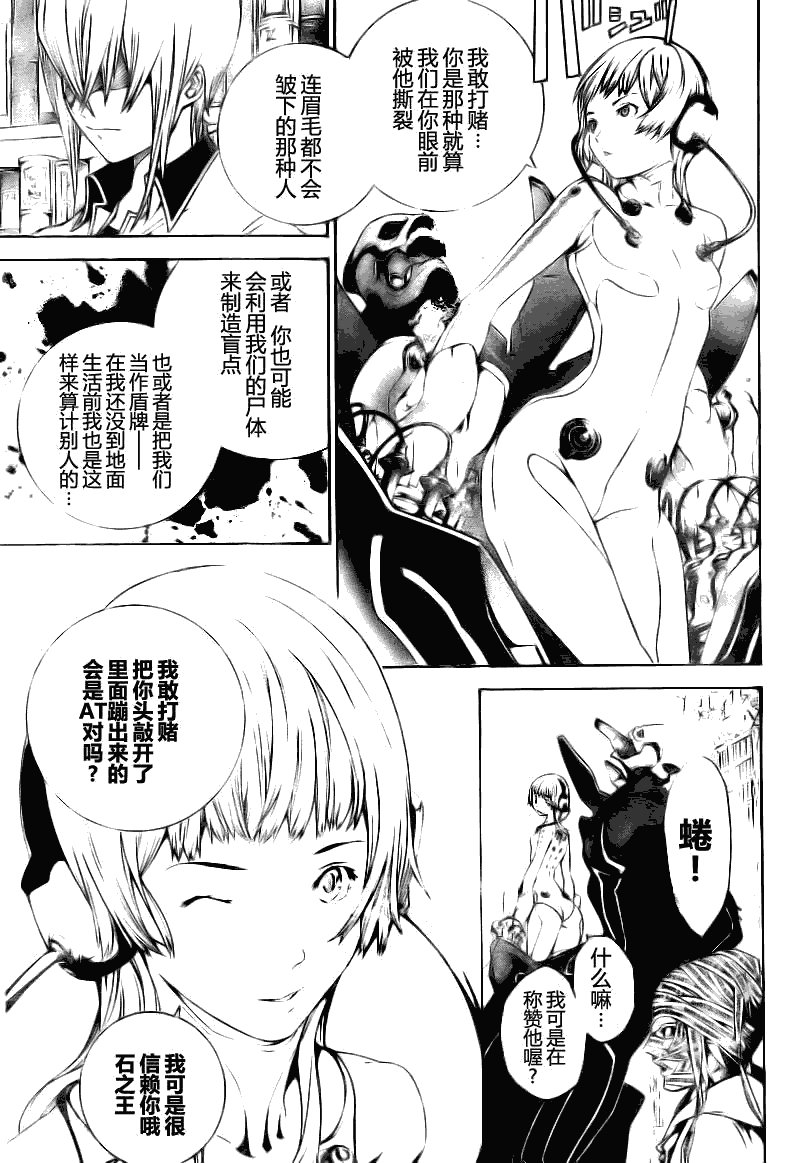 我敢打赌…
你是那种就算
我们在你眼前
被他撕裂
连眉毛都不会
皱下的那种人
或者 你也可能
会利用我们的尸体
来制造盲点
也或者是把我们
当作盾牌——
在我还没到地面
生活前我也是这
样来算计别人的…
蜷！
什么嘛…
我可是在
称赞他喔？
我敢打赌
把你头敲开了
里面蹦出来的
会是AT对吗？
我可是很
信赖你哦
石之王